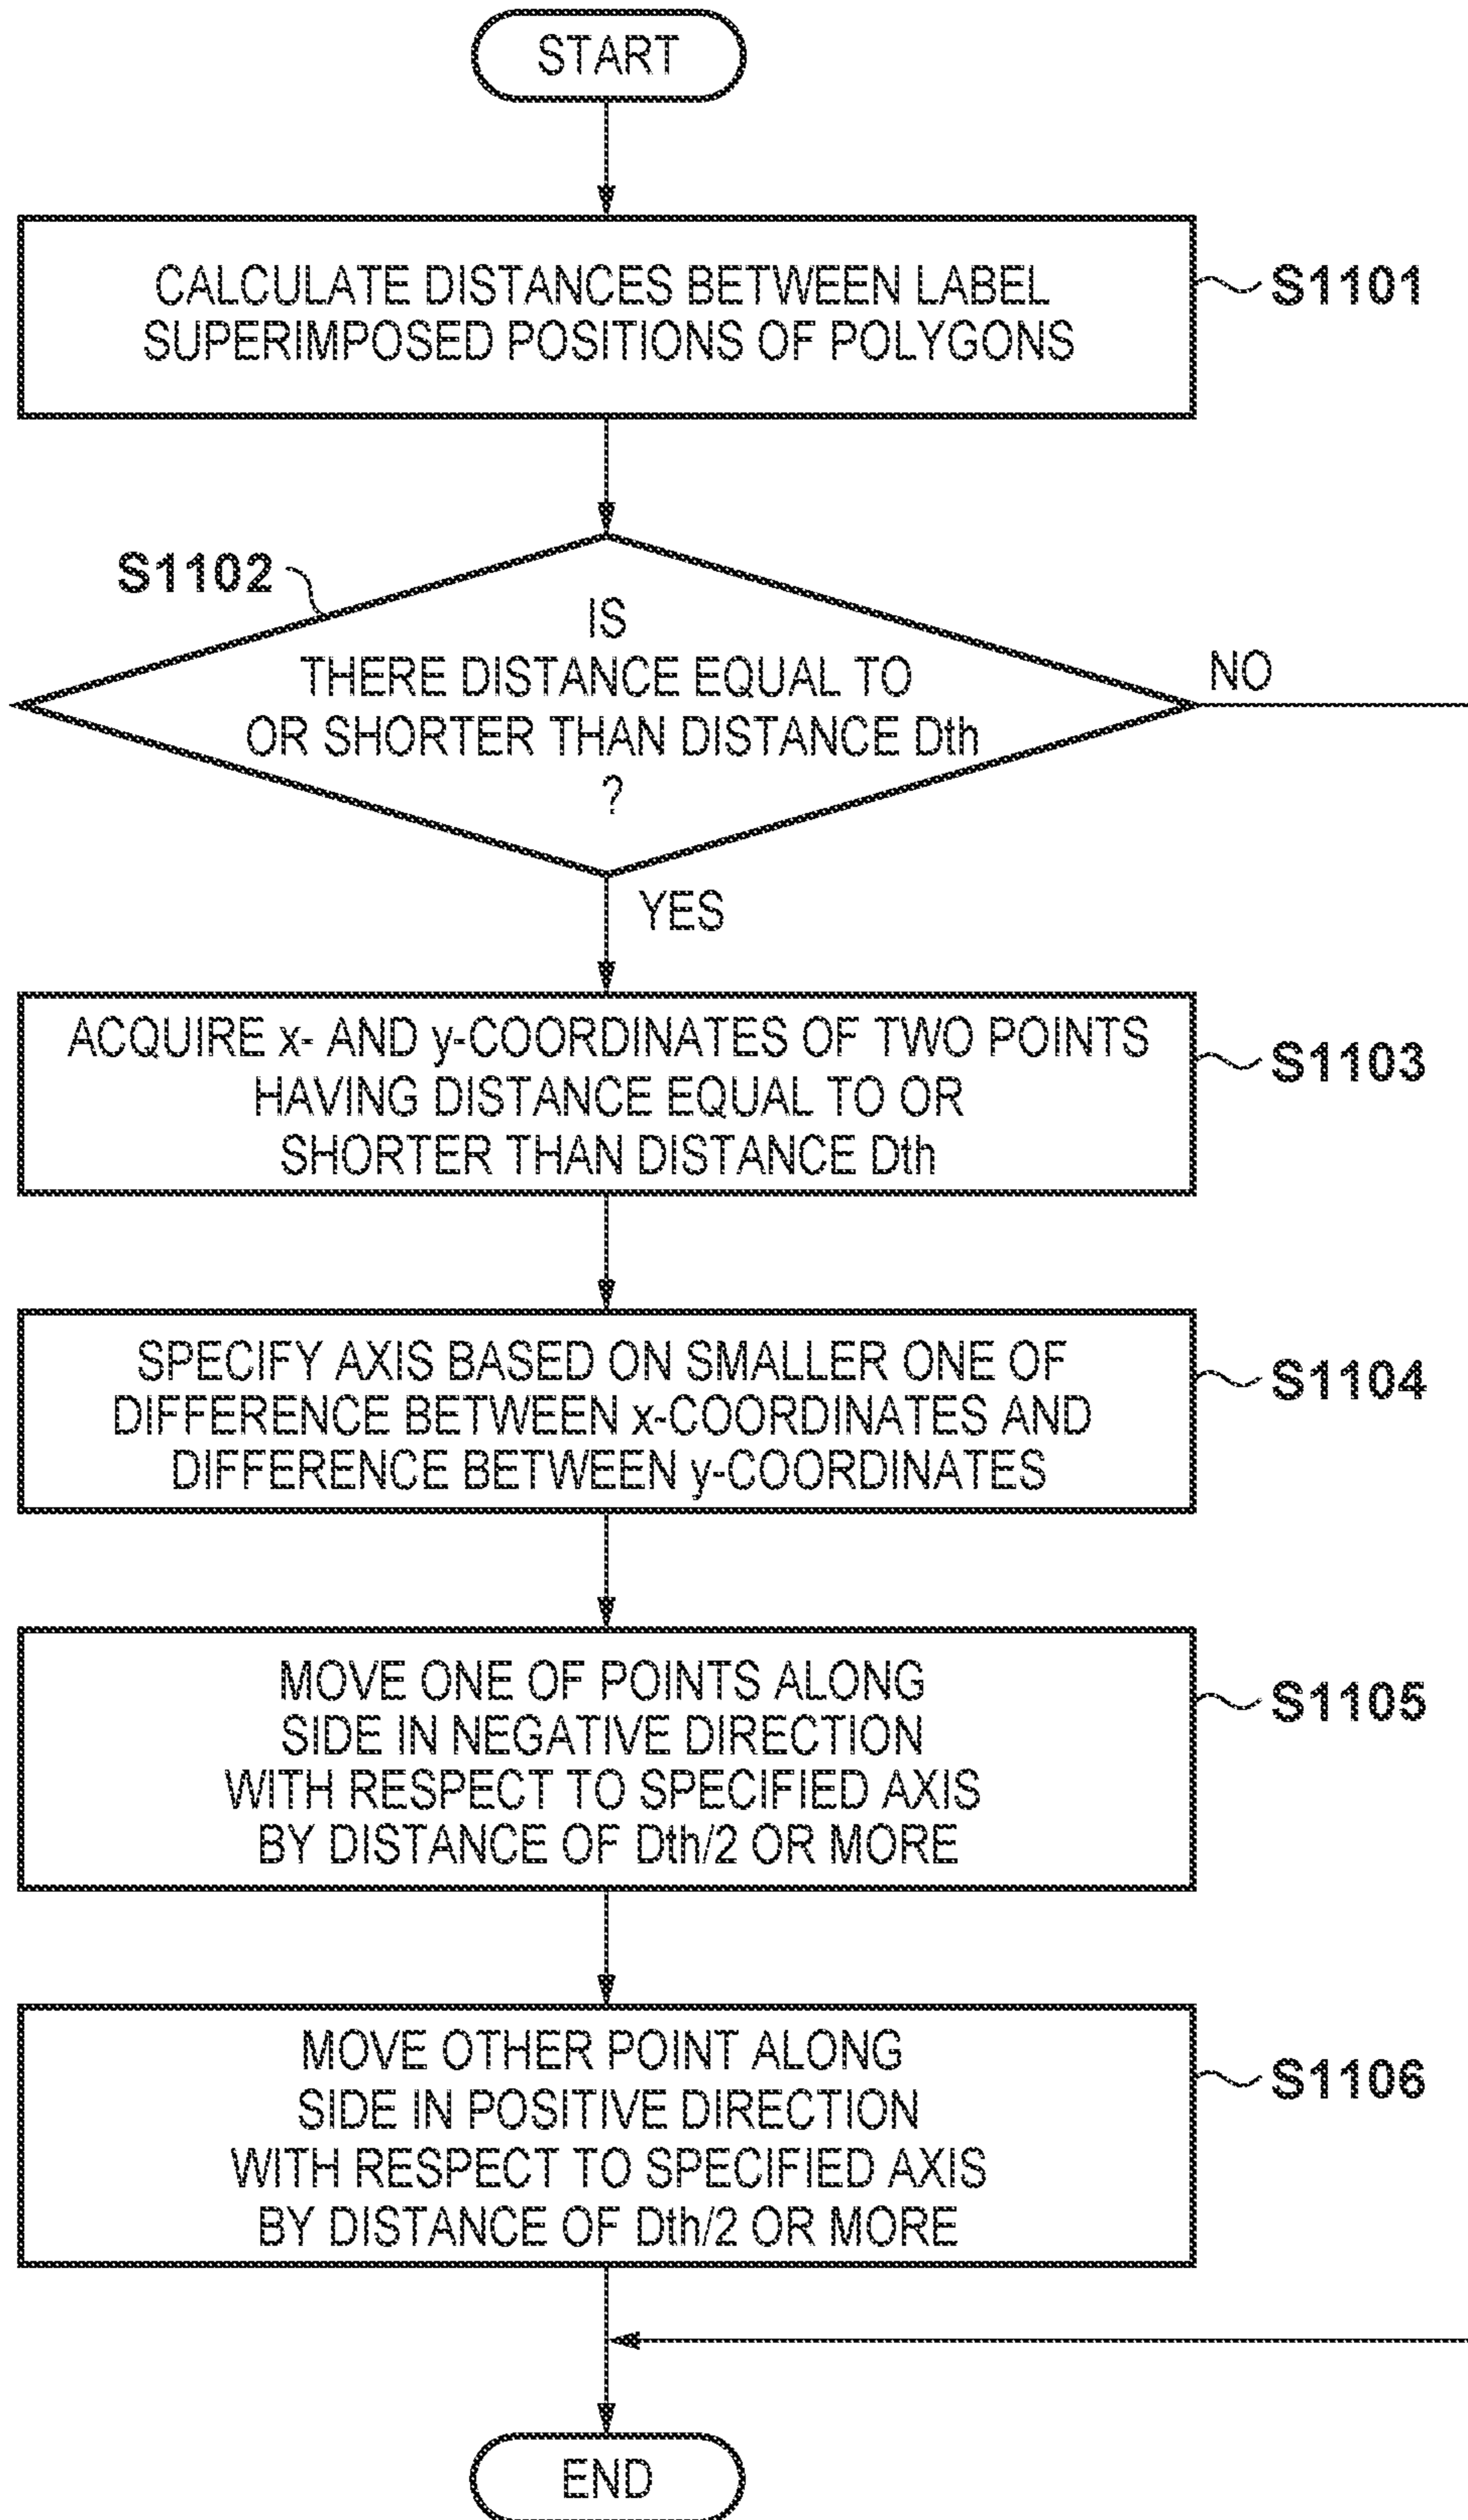 START
CALCULATE DISTANCES BETWEEN LABEL
SUPERIMPOSED POSITIONS OF POLYGONS
S1101
S1102
IS
THERE DISTANCE EQUAL TO
OR SHORTER THAN DISTANCE Dth
?
NO
YES
ACQUIRE x- AND y-COORDINATES OF TWO POINTS
HAVING DISTANCE EQUAL TO OR
SHORTER THAN DISTANCE Dth
S1103
SPECIFY AXIS BASED ON SMALLER ONE OF
DIFFERENCE BETWEEN x-COORDINATES AND
DIFFERENCE BETWEEN y-COORDINATES
S1104
MOVE ONE OF POINTS ALONG
SIDE IN NEGATIVE DIRECTION
WITH RESPECT TO SPECIFIED AXIS
BY DISTANCE OF Dth/2 OR MORE
S1105
MOVE OTHER POINT ALONG
SIDE IN POSITIVE DIRECTION
WITH RESPECT TO SPECIFIED AXIS
BY DISTANCE OF Dth/2 OR MORE
S1106
END